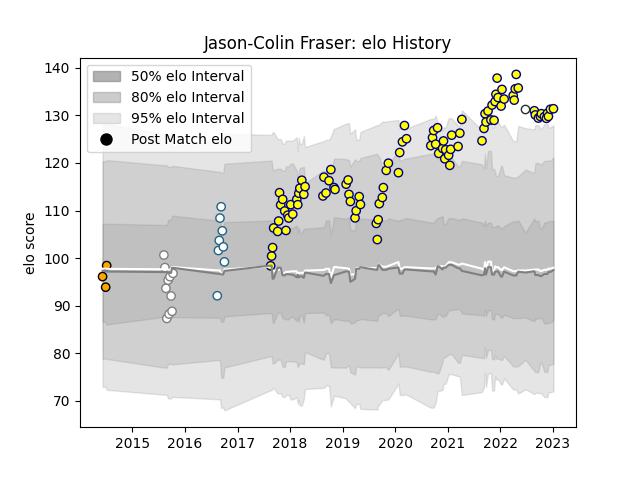 Jason-Colin Fraser: elo History
50% elo Interval
80% elo Interval
95% elo Interval
Post Match elo
elo score
140
130
120
110
100
90
80
70
2015 2016 2017 2018 2019 2020 2021 2022 2023